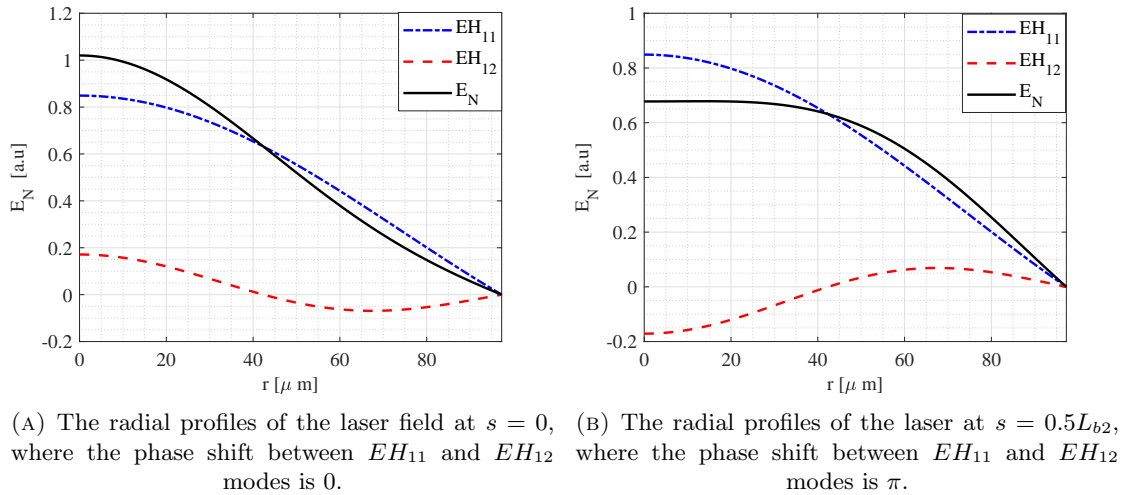 1.2
1
0.8
0.6
0.4
0.2
0
-0.2
E_N [a.u]
0 20 40 60 80
r [μ m]
EH_11
EH_12
E_N
(A) The radial profiles of the laser field at s = 0,
where the phase shift between EH_11 and EH_12
modes is 0.
1
0.8
0.6
0.4
0.2
0
-0.2
E_N [a.u]
0 20 40 60 80
r [μ m]
EH_11
EH_12
E_N
(B) The radial profiles of the laser at s = 0.5L_b2,
where the phase shift between EH_11 and EH_12
modes is π.